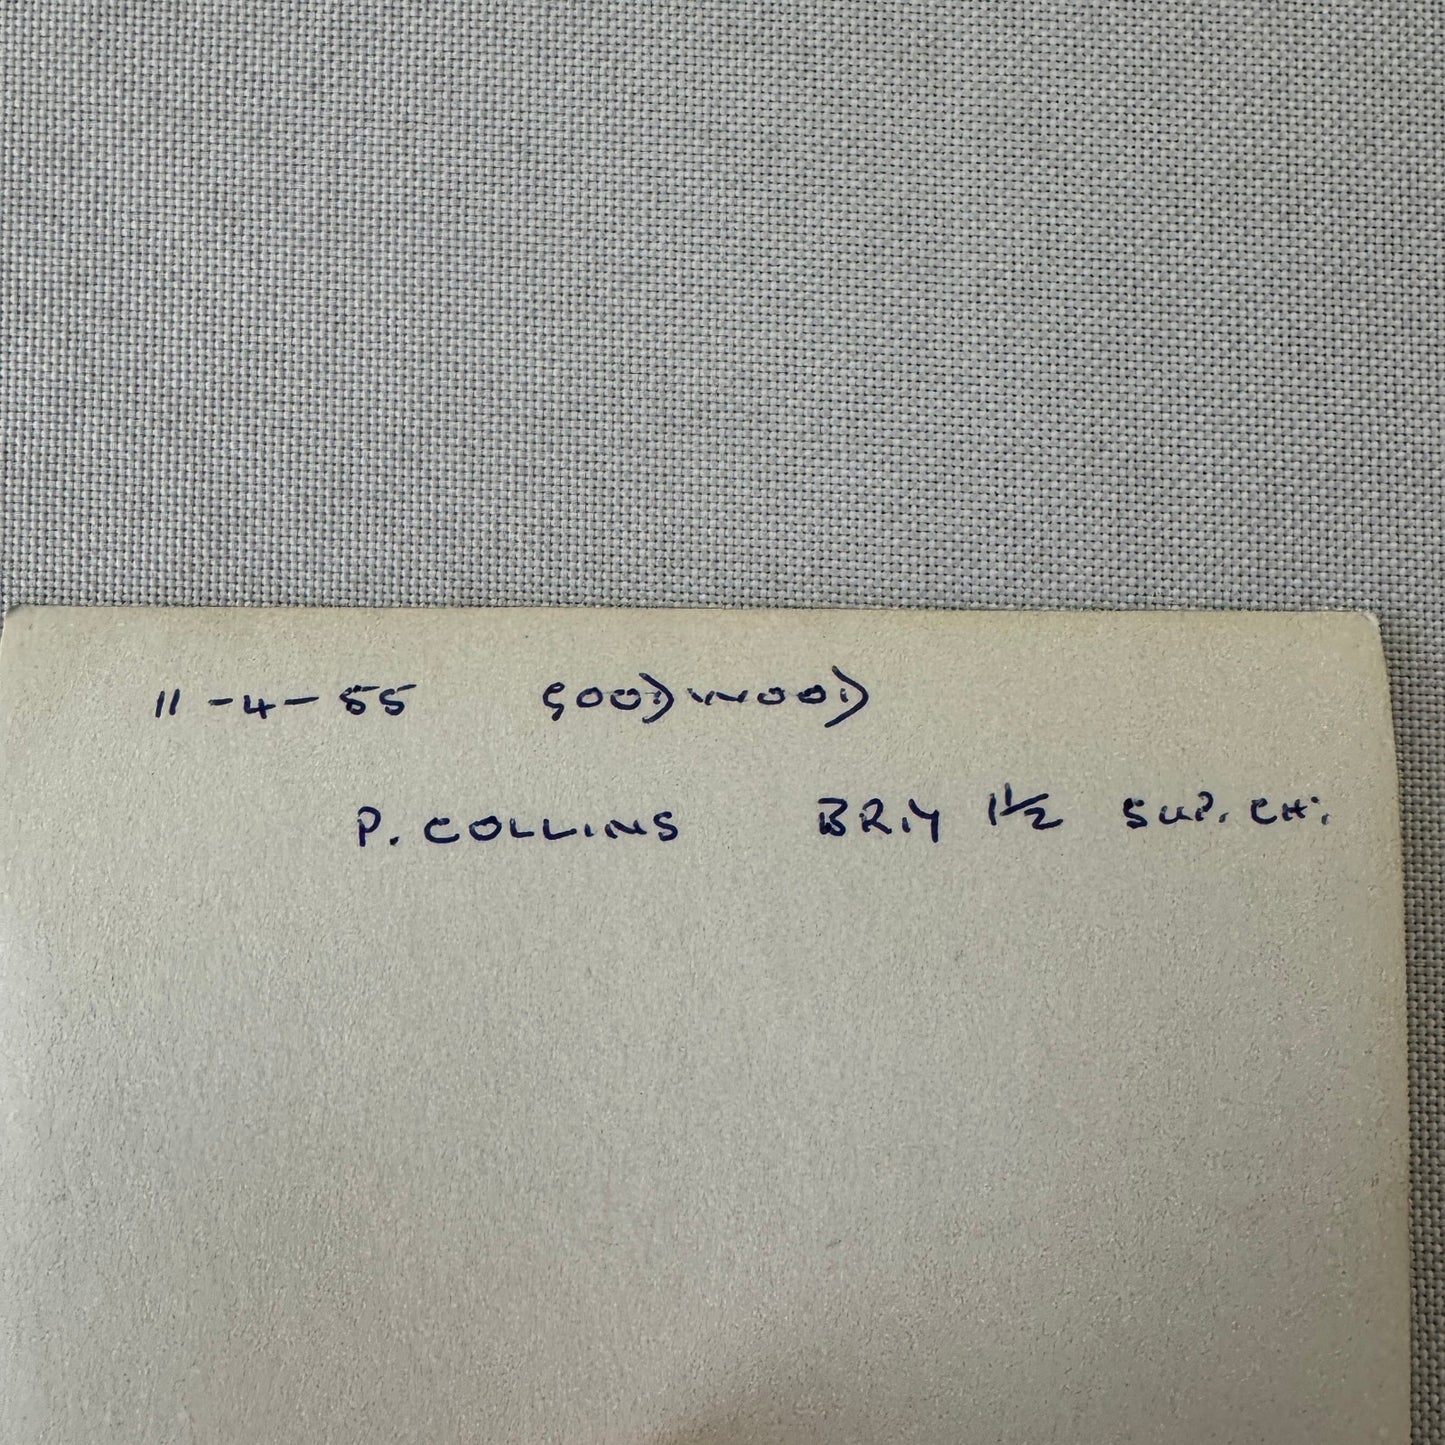 11-4-55 GOODWOOD
P. COLLINS BRM 1½ SUP. CH.